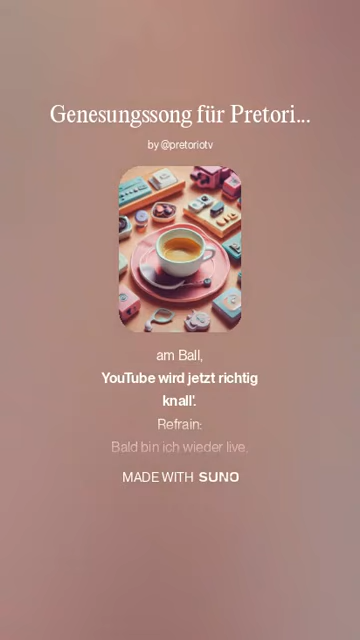 Genesungssong für Pretori...
by @pretoriotv
am Ball,
YouTube wird jetzt richtig
knall'.
Refrain:
Bald bin ich wieder live,
MADE WITH SUNO